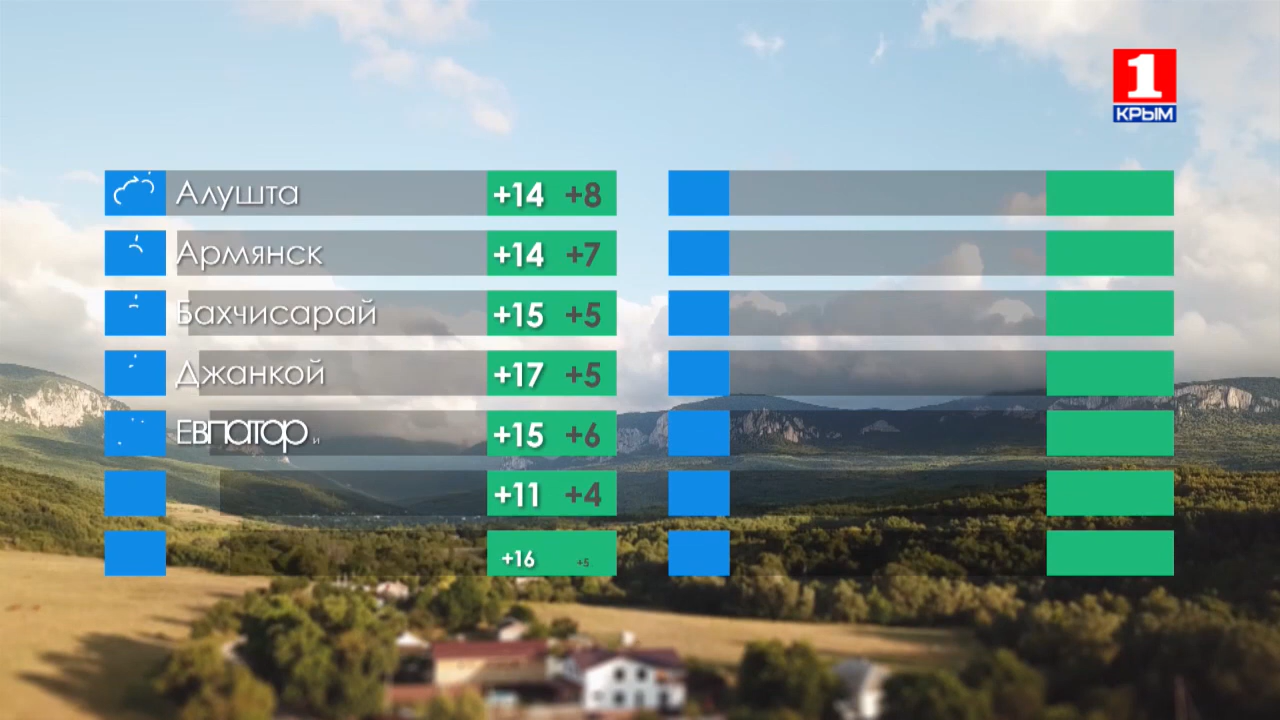 1
КРЫМ
Алушта +14 +8
Армянск +14 +7
Бахчисарай +15 +5
Джанкой +17 +5
Евпатори +15 +6
+11 +4
+16 +5